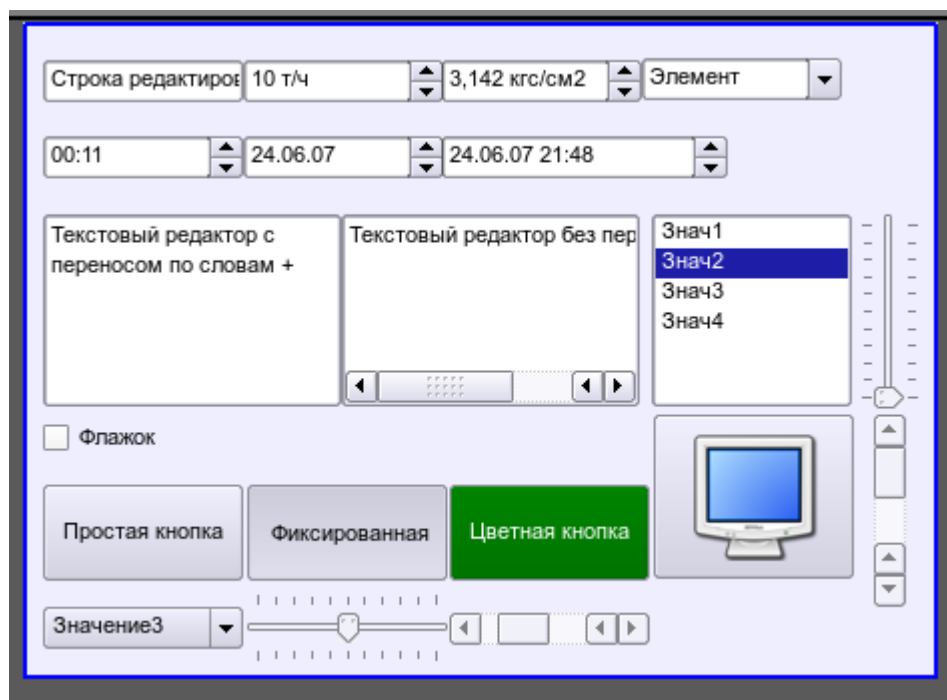 Строка редактиров
10 т/ч
3,142 кгс/см2
Элемент
00:11
24.06.07
24.06.07 21:48
Текстовый редактор с
переносом по словам +
Текстовый редактор без пер
Знач1
Знач2
Знач3
Знач4
Флажок
Простая кнопка
Фиксированная
Цветная кнопка
Значение3